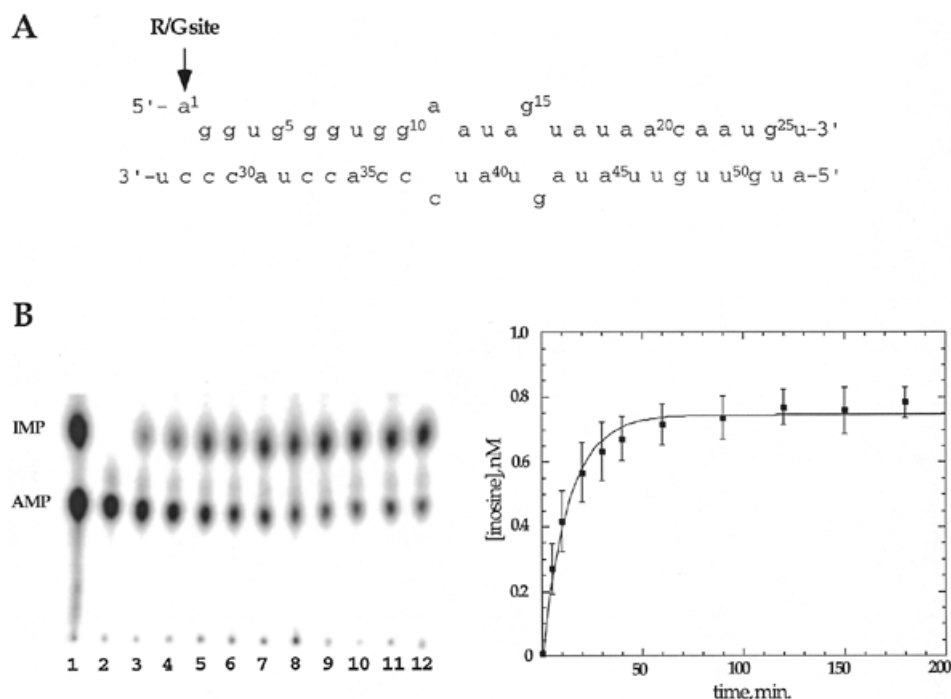 A
R/G site
5'- a¹ a g¹⁵
g g u g⁵ g g u g g¹⁰ a u a u a u a a²⁰ c a a u g²⁵ u-3'
3'-u c c c³⁰ a u c c a³⁵ c c u a⁴⁰ u a u a⁴⁵ u u g u u⁵⁰ g u a-5'
c g
B
IMP
AMP
1 2 3 4 5 6 7 8 9 10 11 12
[inosine], nM
1.0
0.8
0.6
0.4
0.2
0
50 100 150 200
time, min.